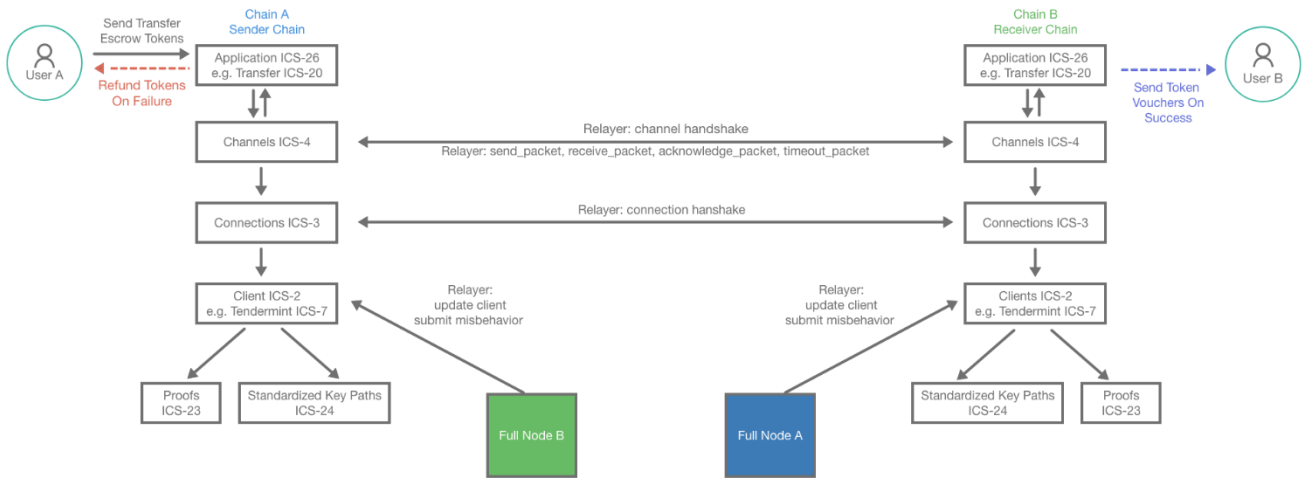 Send Transfer
Escrow Tokens
User A
Refund Tokens
On Failure
Chain A
Sender Chain
Application ICS-26
e.g. Transfer ICS-20
Channels ICS-4
Connections ICS-3
Client ICS-2
e.g. Tendermint ICS-7
Proofs
ICS-23
Standardized Key Paths
ICS-24
Relayer: channel handshake
Relayer: send_packet, receive_packet, acknowledge_packet, timeout_packet
Relayer: connection hanshake
Relayer:
update client
submit misbehavior
Full Node B
Relayer:
update client
submit misbehavior
Full Node A
Chain B
Receiver Chain
Application ICS-26
e.g. Transfer ICS-20
Channels ICS-4
Connections ICS-3
Clients ICS-2
e.g. Tendermint ICS-7
Standardized Key Paths
ICS-24
Proofs
ICS-23
User B
Send Token
Vouchers On
Success